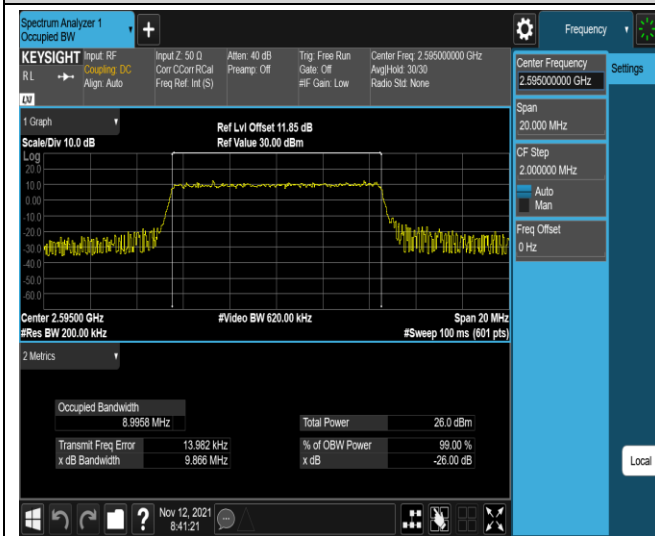 Spectrum Analyzer 1
Occupied BW
+
Frequency
KEYSIGHT
RL
LXI
Input: RF
Coupling: DC
Align: Auto
Input Z: 50 Ω
Corr CCorr RCal
Freq Ref: Int (S)
Atten: 40 dB
Preamp: Off
Trig: Free Run
Gate: Off
#IF Gain: Low
Center Freq: 2.595000000 GHz
Avg|Hold: 30/30
Radio Std: None
Center Frequency
2.595000000 GHz
Settings
Span
20.000 MHz
CF Step
2.000000 MHz
Auto
Man
Freq Offset
0 Hz
1 Graph
Scale/Div 10.0 dB
Ref Lvl Offset 11.85 dB
Ref Value 30.00 dBm
Log
20.0
10.0
0.00
-10.0
-20.0
-30.0
-40.0
-50.0
-60.0
Center 2.59500 GHz
#Video BW 620.00 kHz
Span 20 MHz
#Res BW 200.00 kHz
#Sweep 100 ms (601 pts)
2 Metrics
Occupied Bandwidth
8.9958 MHz
Total Power 26.0 dBm
Transmit Freq Error 13.982 kHz
% of OBW Power 99.00 %
x dB Bandwidth 9.866 MHz
x dB -26.00 dB
Local
?
Nov 12, 2021
8:41:21